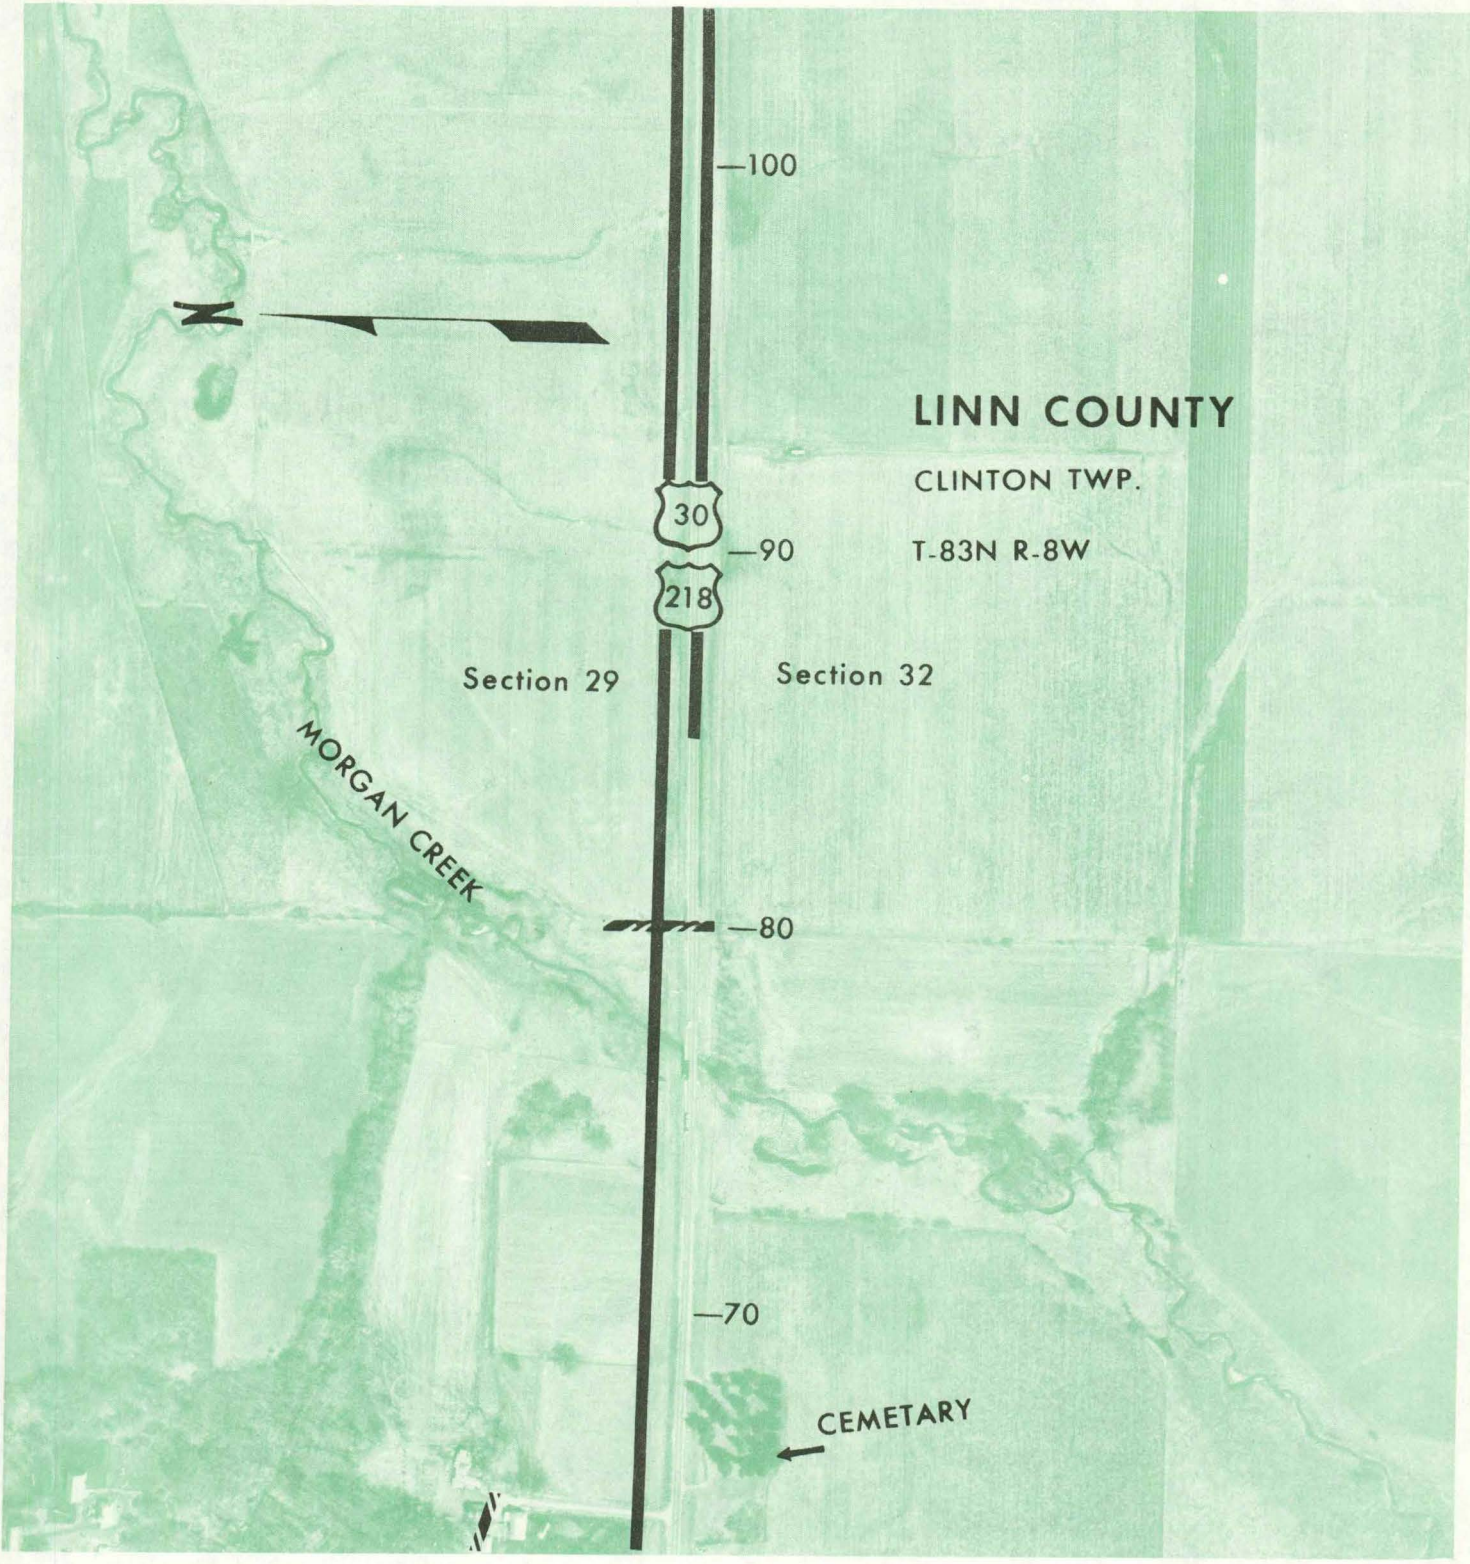 —100
N
LINN COUNTY
CLINTON TWP.
30
—90
T-83N R-8W
218
Section 29
Section 32
MORGAN CREEK
—80
—70
CEMETARY